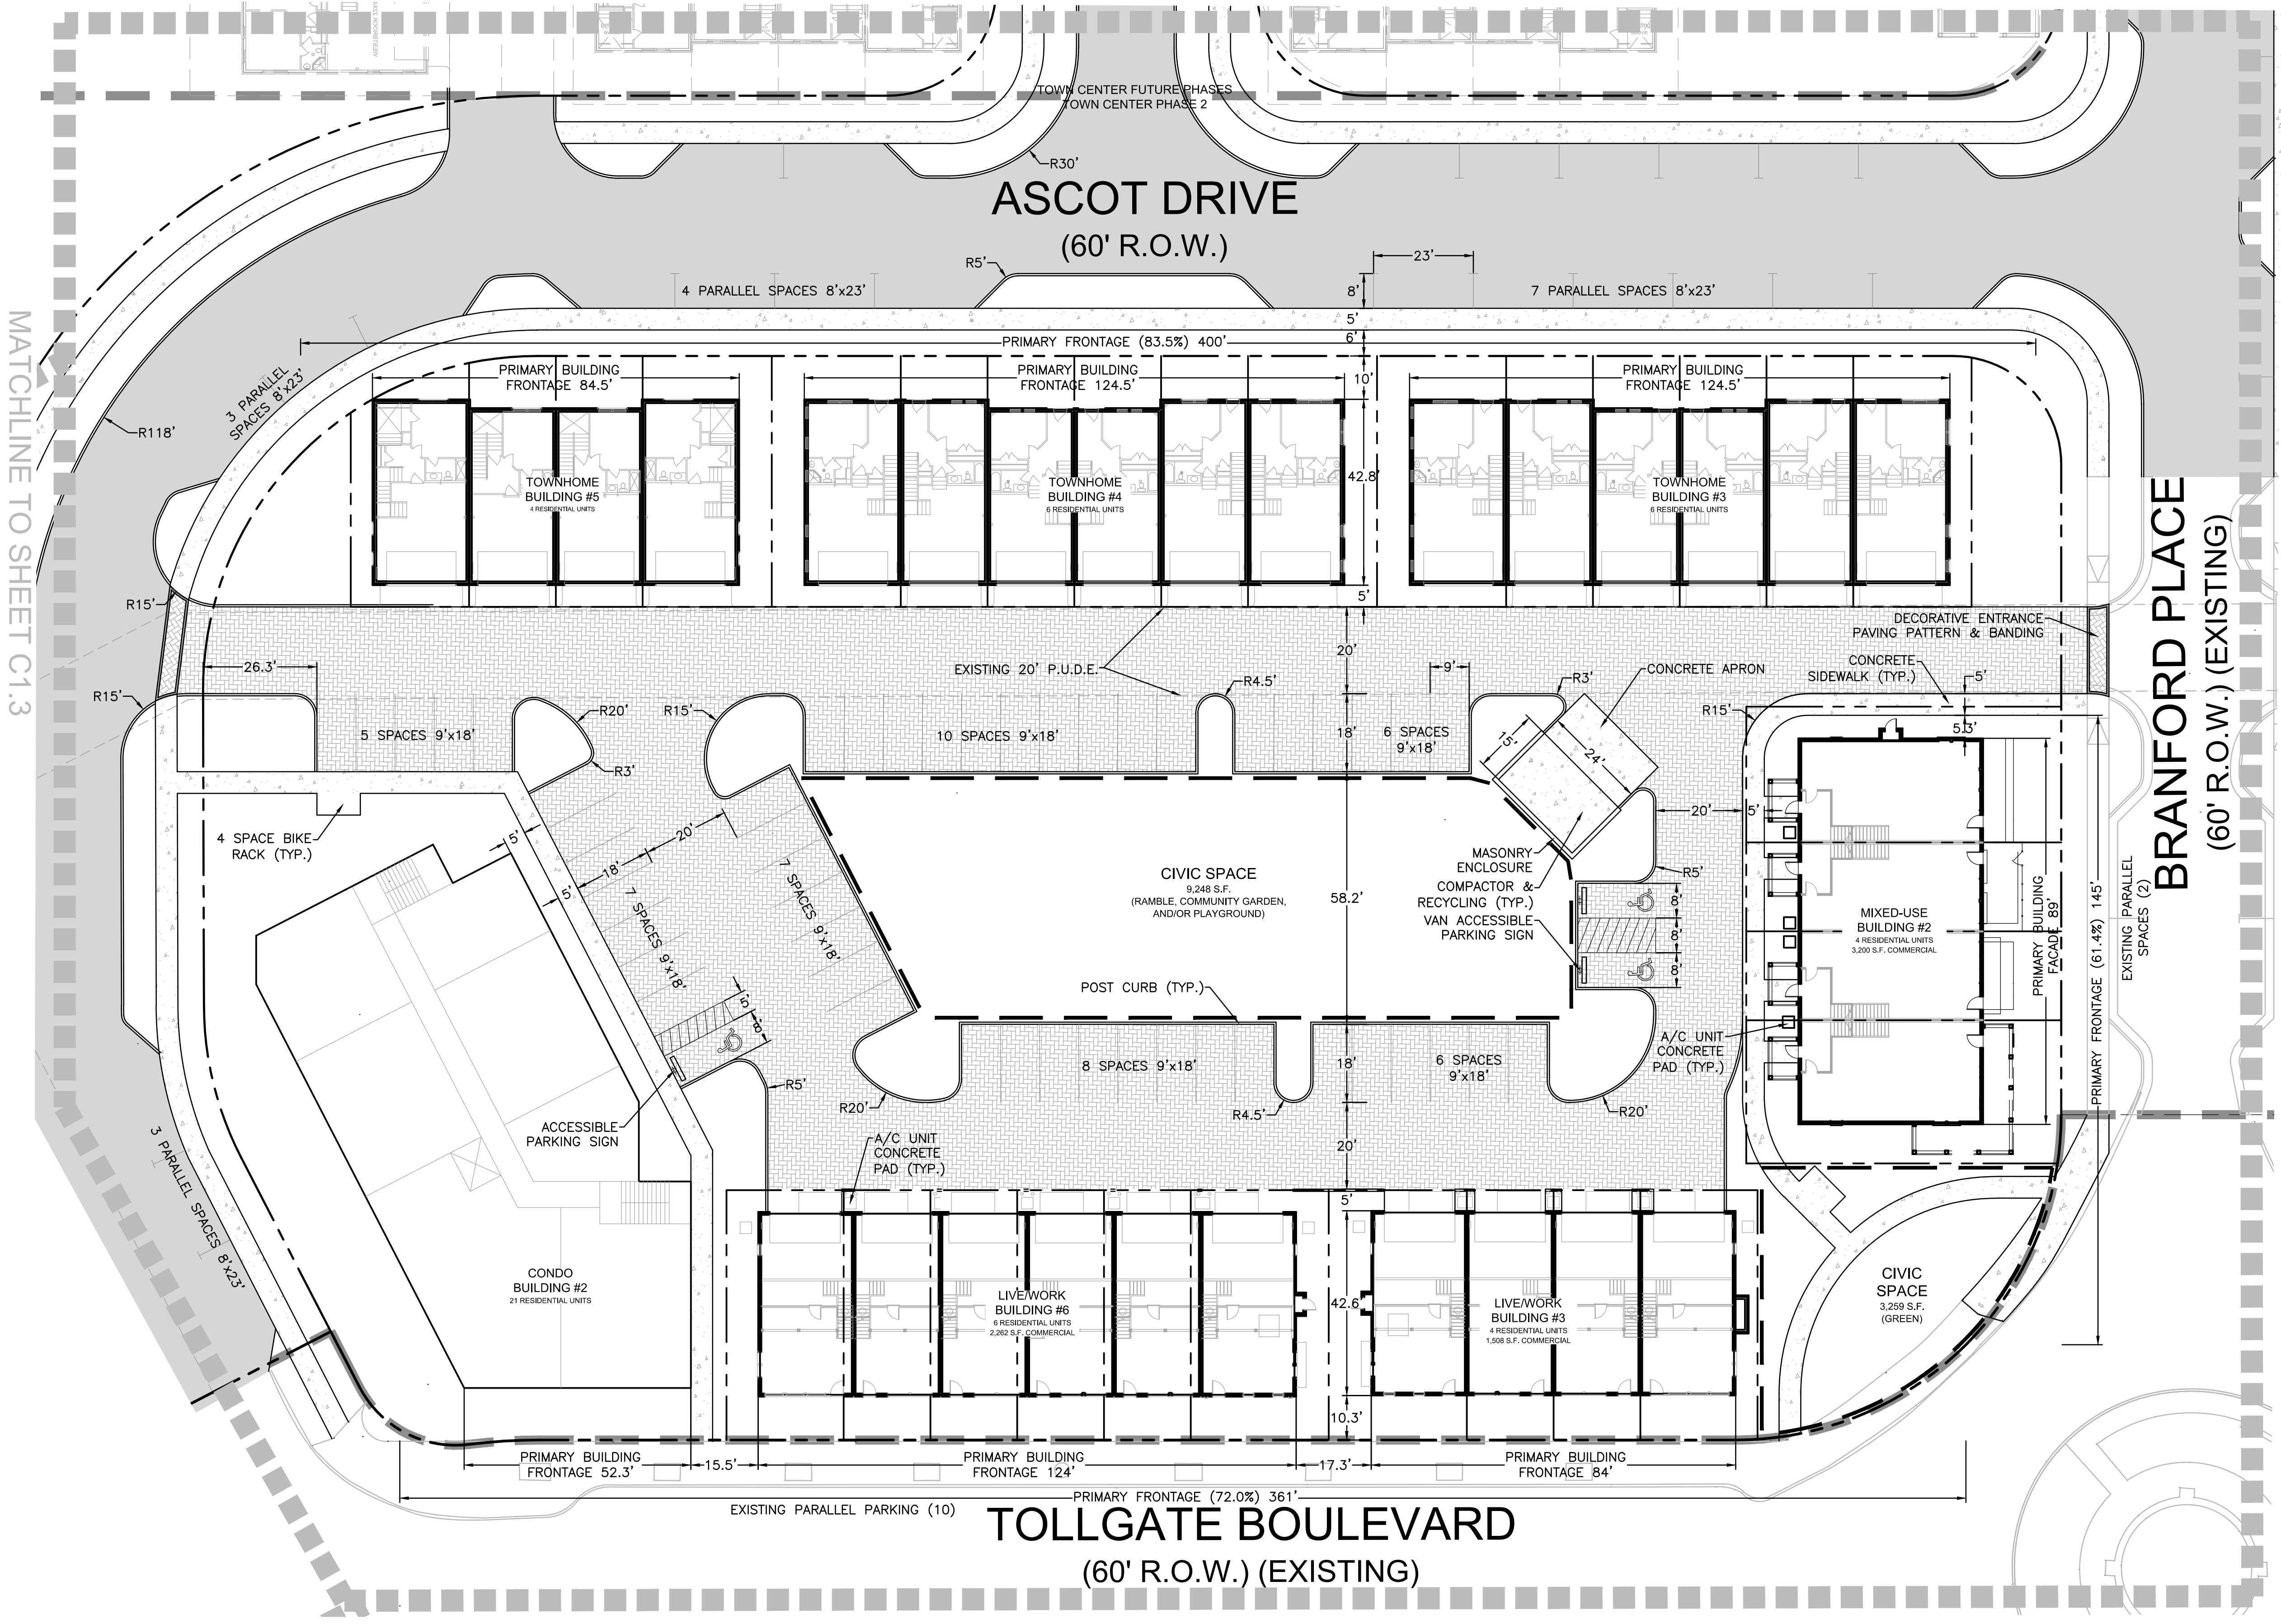 TOWN CENTER FUTURE PHASES
TOWN CENTER PHASE 2
R30'
ASCOT DRIVE
(60' R.O.W.)
R5'
23'
4 PARALLEL SPACES 8'x23'
8'
7 PARALLEL SPACES 8'x23'
5'
6'
PRIMARY FRONTAGE (83.5%) 400'
MATCHLINE TO SHEET C1.3
3 PARALLEL
SPACES 8'x23'
R118'
PRIMARY BUILDING
FRONTAGE 84.5'
PRIMARY BUILDING
FRONTAGE 124.5'
10'
PRIMARY BUILDING
FRONTAGE 124.5'
TOWNHOME
BUILDING #5
4 RESIDENTIAL UNITS
TOWNHOME
BUILDING #4
6 RESIDENTIAL UNITS
42.8'
TOWNHOME
BUILDING #3
6 RESIDENTIAL UNITS
5'
R15'
BRANFORD PLACE
(60' R.O.W.) (EXISTING)
DECORATIVE ENTRANCE
PAVING PATTERN & BANDING
26.3'
EXISTING 20' P.U.D.E.
20'
9'
R3'
CONCRETE APRON
CONCRETE
SIDEWALK (TYP.)
5'
R15'
R20'
R15'
R4.5'
R15'
5 SPACES 9'x18'
10 SPACES 9'x18'
18'
6 SPACES
9'x18'
15'
24'
5.3'
R3'
4 SPACE BIKE
RACK (TYP.)
5'
20'
18'
5'
7 SPACES 9'x18'
7 SPACES 9'x18'
20'
5'
CIVIC SPACE
9,248 S.F.
(RAMBLE, COMMUNITY GARDEN,
AND/OR PLAYGROUND)
58.2'
MASONRY
ENCLOSURE
COMPACTOR &
RECYCLING (TYP.)
VAN ACCESSIBLE
PARKING SIGN
R5'
8'
8'
8'
MIXED-USE
BUILDING #2
4 RESIDENTIAL UNITS
3,200 S.F. COMMERCIAL
PRIMARY BUILDING
FACADE 89'
PRIMARY FRONTAGE (61.4%) 145'
EXISTING PARALLEL
SPACES (2)
POST CURB (TYP.)
5'
8'
A/C UNIT
CONCRETE
PAD (TYP.)
8 SPACES 9'x18'
18'
6 SPACES
9'x18'
R5'
R20'
R4.5'
R20'
ACCESSIBLE
PARKING SIGN
3 PARALLEL SPACES 8'x23'
A/C UNIT
CONCRETE
PAD (TYP.)
20'
5'
CONDO
BUILDING #2
21 RESIDENTIAL UNITS
LIVE/WORK
BUILDING #6
6 RESIDENTIAL UNITS
2,262 S.F. COMMERCIAL
42.6'
LIVE/WORK
BUILDING #3
4 RESIDENTIAL UNITS
1,508 S.F. COMMERCIAL
CIVIC
SPACE
3,259 S.F.
(GREEN)
10.3'
PRIMARY BUILDING
FRONTAGE 52.3'
15.5'
PRIMARY BUILDING
FRONTAGE 124'
17.3'
PRIMARY BUILDING
FRONTAGE 84'
PRIMARY FRONTAGE (72.0%) 361'
EXISTING PARALLEL PARKING (10)
TOLLGATE BOULEVARD
(60' R.O.W.) (EXISTING)